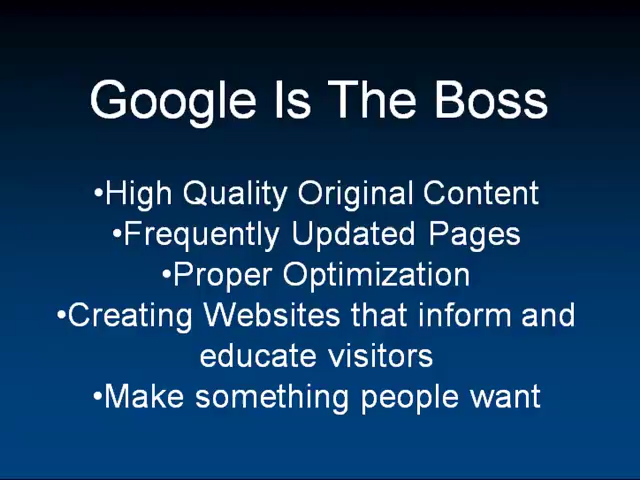 Google Is The Boss
•High Quality Original Content
•Frequently Updated Pages
•Proper Optimization
•Creating Websites that inform and
educate visitors
•Make something people want